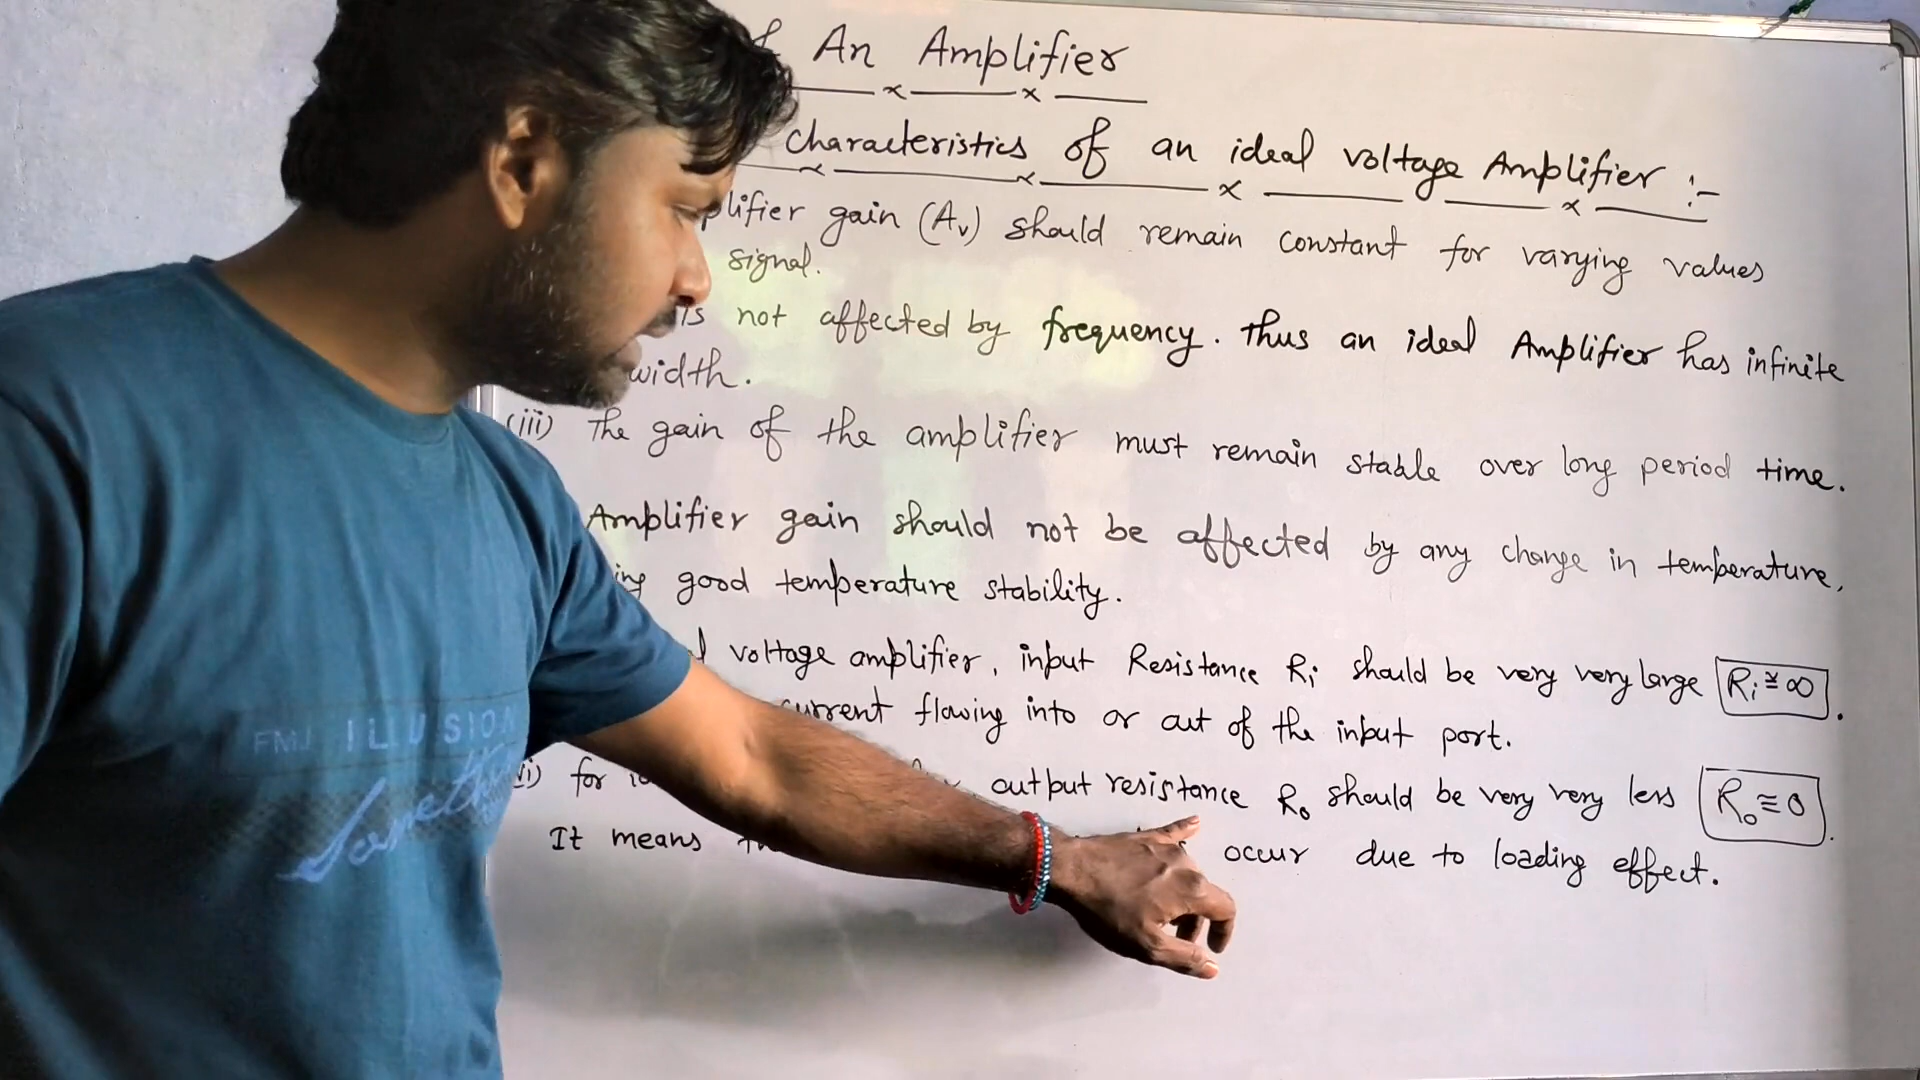 An Amplifier
characteristics of an ideal voltage Amplifier :-
plifier gain (Av) should remain constant for varying values
signal.
is not affected by frequency. Thus an ideal Amplifier has infinite
width.
(iii) The gain of the amplifier must remain stable over long period time.
Amplifier gain should not be affected by any change in temperature,
ing good temperature stability.
voltage amplifier, input Resistance Ri should be very very large Ri ≅ ∞.
current flowing into or out of the input port.
for output resistance Ro should be very very less Ro ≡ 0.
It means occur due to loading effect.
FMJ ILLUSION